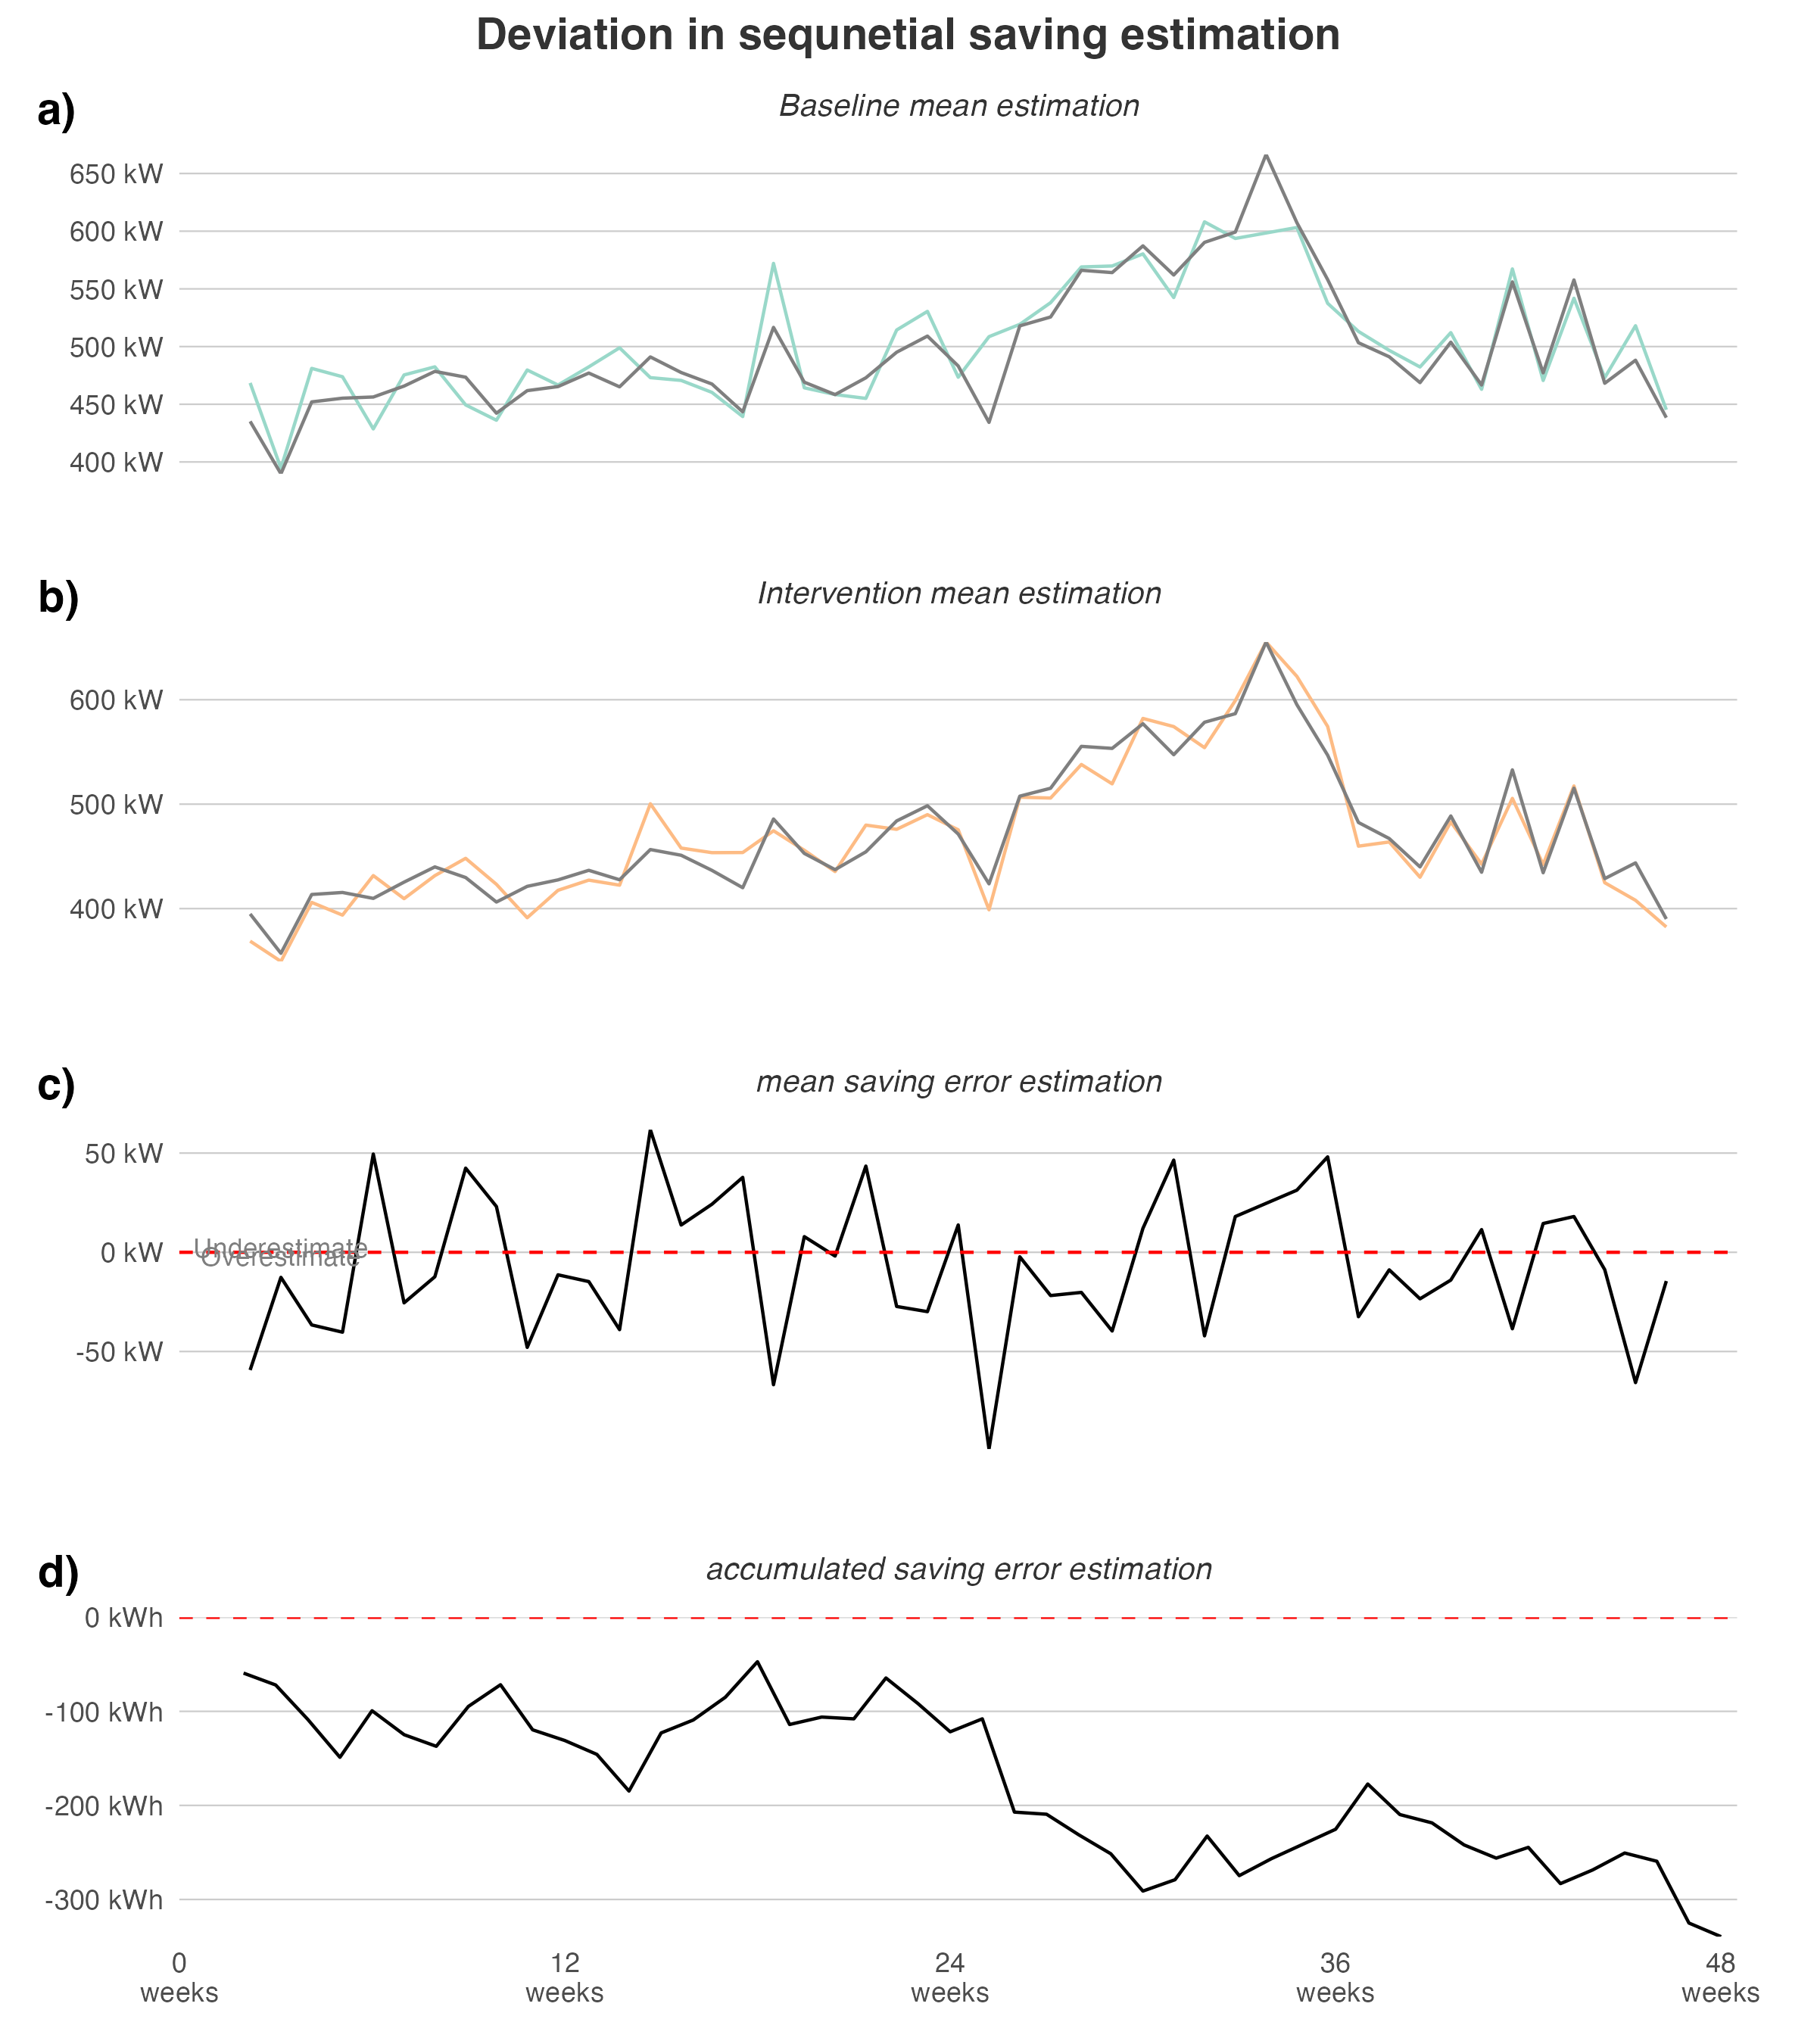 Deviation in sequnetial saving estimation
a)
Baseline mean estimation
650 kW
600 kW
550 kW
500 kW
450 kW
400 kW
b)
Intervention mean estimation
600 kW
500 kW
400 kW
c)
mean saving error estimation
50 kW
Underestimate
0 kW
Overestimate
-50 kW
d)
accumulated saving error estimation
0 kWh
-100 kWh
-200 kWh
-300 kWh
0 12 24 36 48
weeks weeks weeks weeks weeks